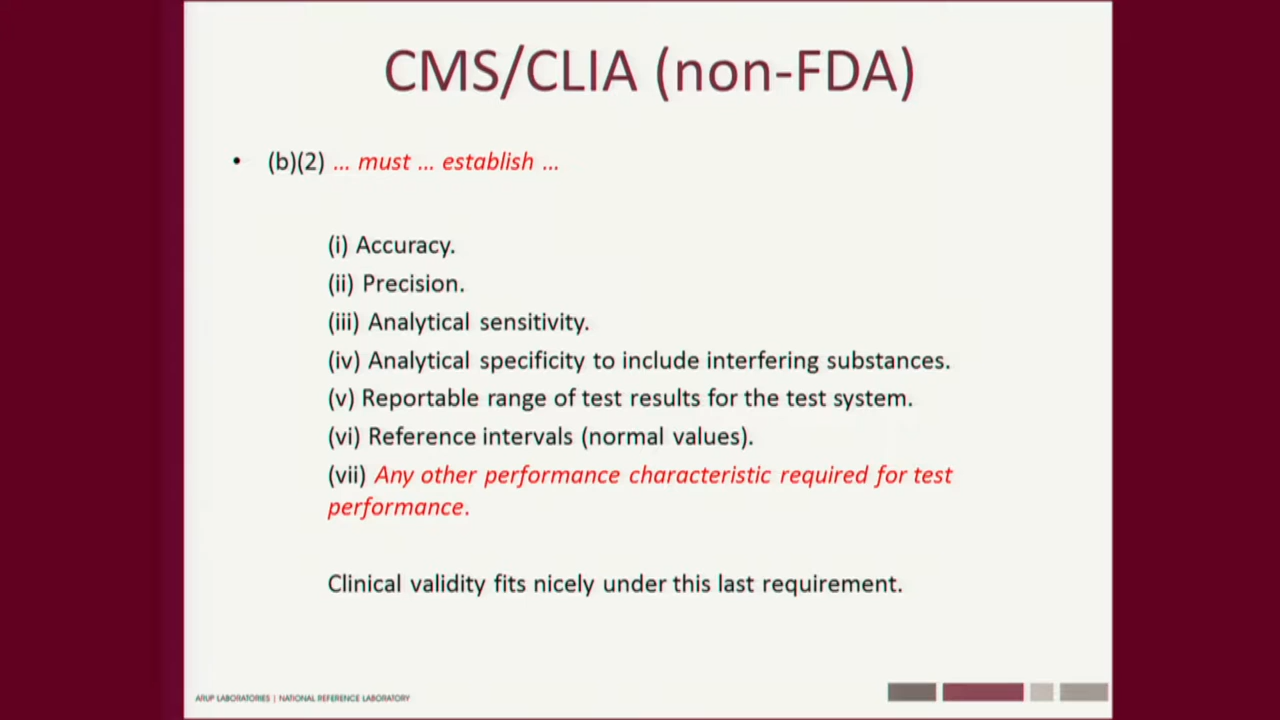 CMS/CLIA (non-FDA)
• (b)(2) … must … establish …
(i) Accuracy.
(ii) Precision.
(iii) Analytical sensitivity.
(iv) Analytical specificity to include interfering substances.
(v) Reportable range of test results for the test system.
(vi) Reference intervals (normal values).
(vii) Any other performance characteristic required for test
performance.
Clinical validity fits nicely under this last requirement.
ARUP LABORATORIES | NATIONAL REFERENCE LABORATORY